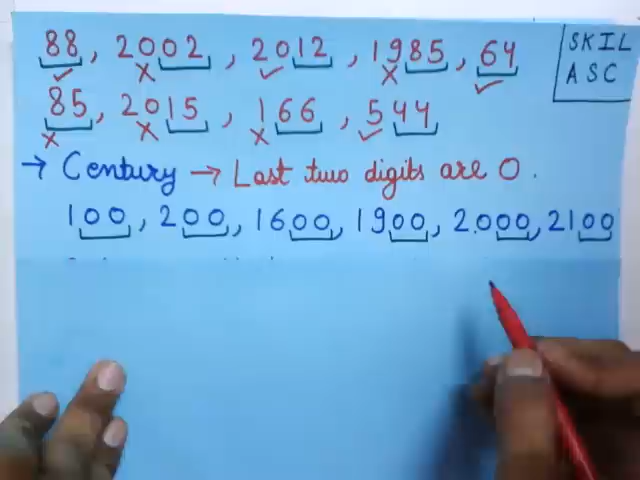 88, 2002, 2012, 1985, 64
SKIL
ASC
85, 2015, 166, 544
→ Century → Last two digits are 0.
100, 200, 1600, 1900, 2000, 2100